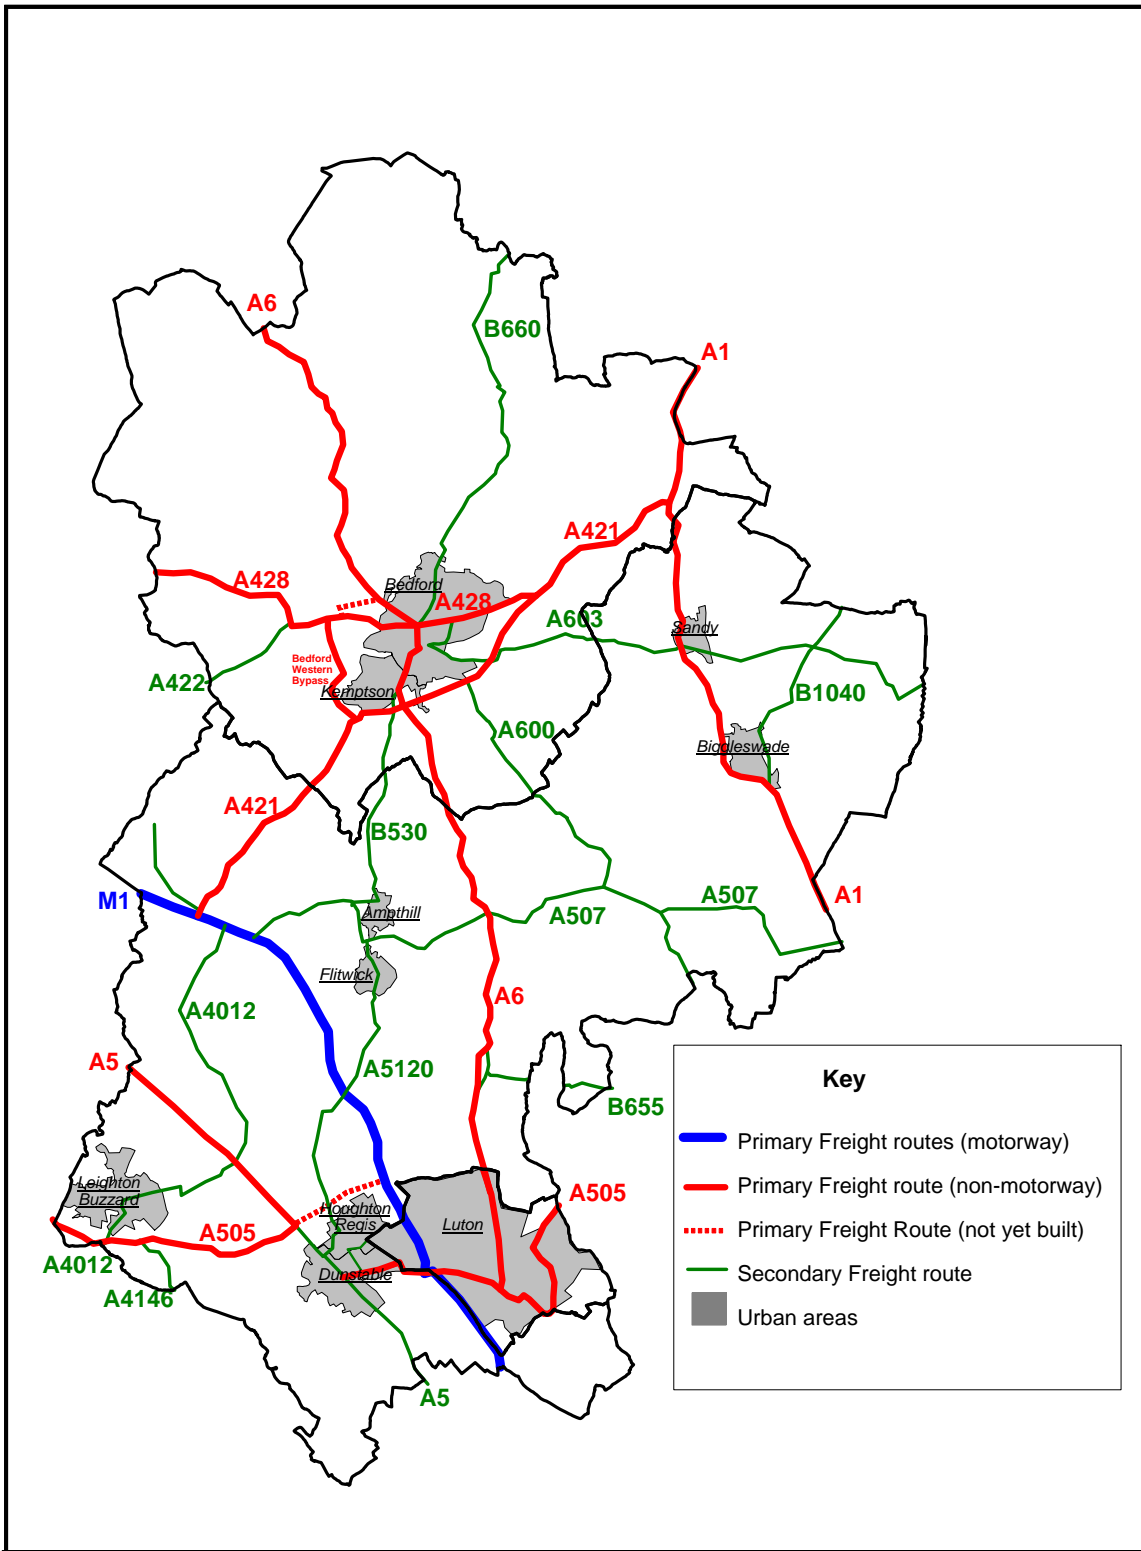 A6
B660
A1
A421
A428
Bedford
A428
A603
Sandy
Bedford
Western
Bypass
A422
Kemptson
B1040
A600
Biggleswade
A421
B530
M1
A507
A1
Ampthill
A507
Flitwick
A6
A4012
A5
A5120
B655
Leighton
Buzzard
A505
Houghton
Regis
Luton
A505
A4012
Dunstable
A4146
A5
Key
Primary Freight routes (motorway)
Primary Freight route (non-motorway)
Primary Freight Route (not yet built)
Secondary Freight route
Urban areas